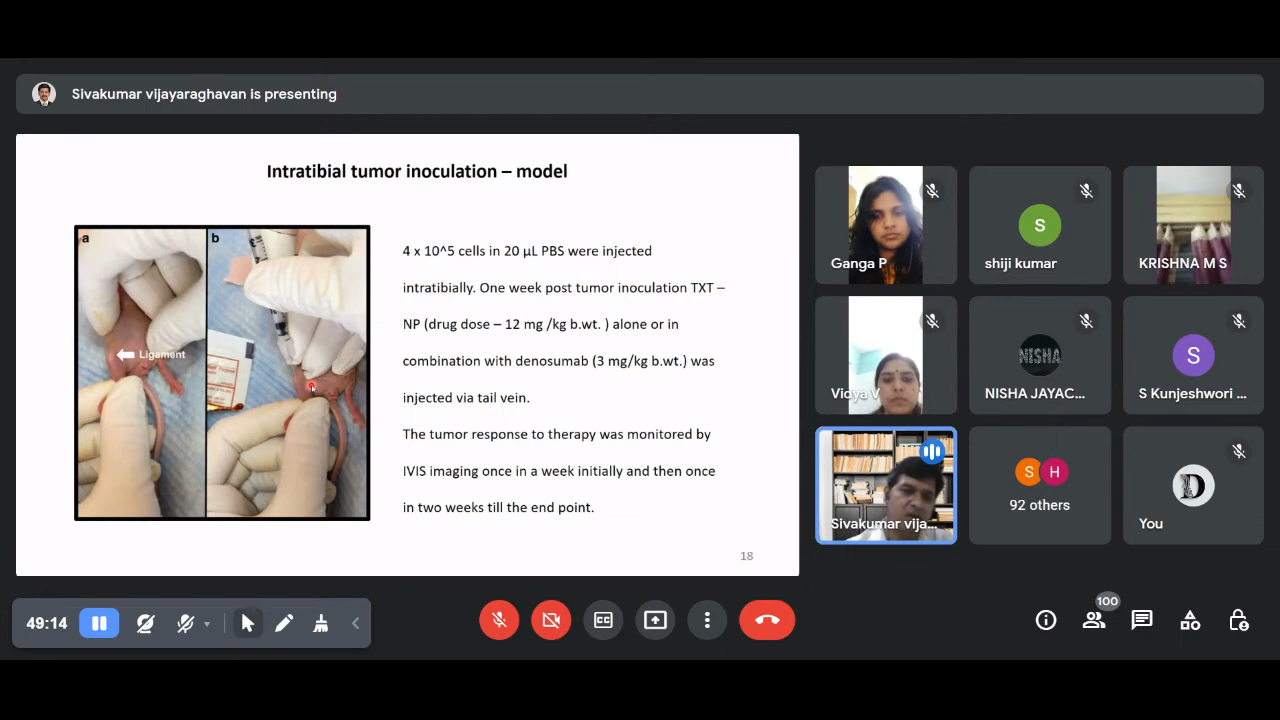 Sivakumar vijayaraghavan is presenting
Intratibial tumor inoculation – model
a
b
Ligament
4 x 10^5 cells in 20 µL PBS were injected
intratibially. One week post tumor inoculation TXT –
NP (drug dose – 12 mg /kg b.wt. ) alone or in
combination with denosumab (3 mg/kg b.wt.) was
injected via tail vein.
The tumor response to therapy was monitored by
IVIS imaging once in a week initially and then once
in two weeks till the end point.
18
Ganga P
S
shiji kumar
KRISHNA M S
Vidya V
NISHA
NISHA JAYAC...
S
S Kunjeshwori ...
Sivakumar vija...
S H
92 others
D
You
49:14
CC
100